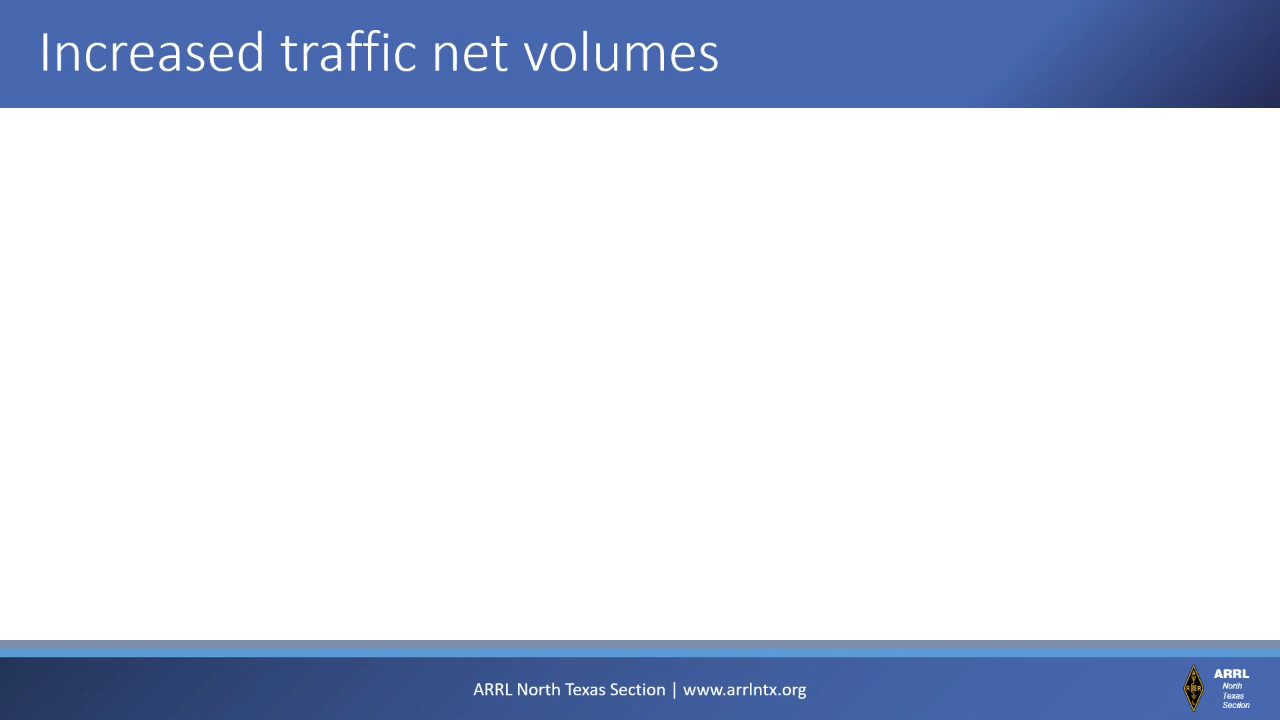 Increased traffic net volumes
ARRL North Texas Section | www.arrlntx.org
ARRL
North
Texas
Section